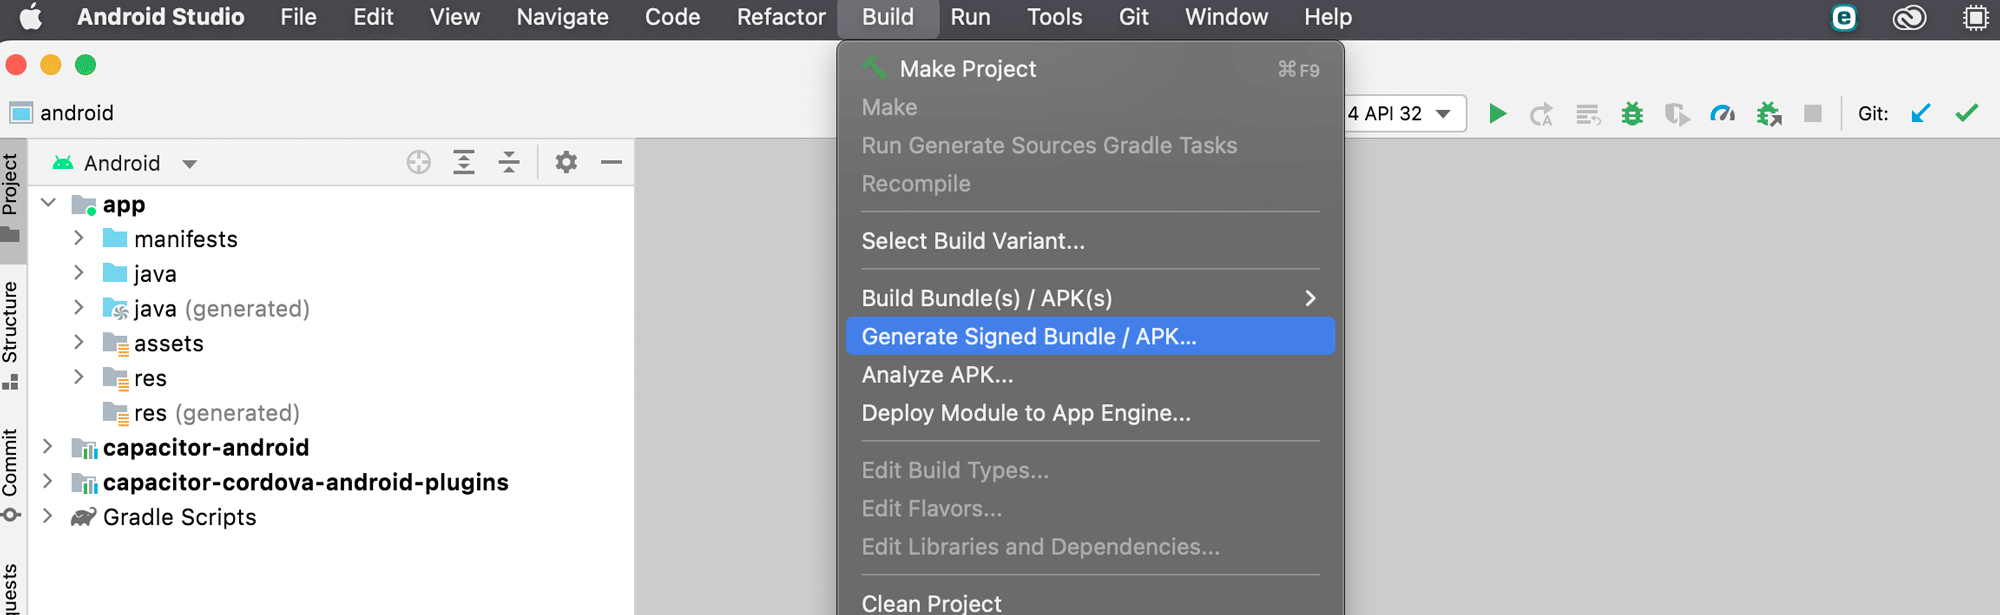 Android Studio File Edit View Navigate Code Refactor Build Run Tools Git Window Help
android
4 API 32
Git:
Project
Structure
Commit
Android
app
manifests
java
java (generated)
assets
res
res (generated)
capacitor-android
capacitor-cordova-android-plugins
Gradle Scripts
Make Project ⌘F9
Make
Run Generate Sources Gradle Tasks
Recompile
Select Build Variant...
Build Bundle(s) / APK(s)
Generate Signed Bundle / APK...
Analyze APK...
Deploy Module to App Engine...
Edit Build Types...
Edit Flavors...
Edit Libraries and Dependencies...
Clean Project